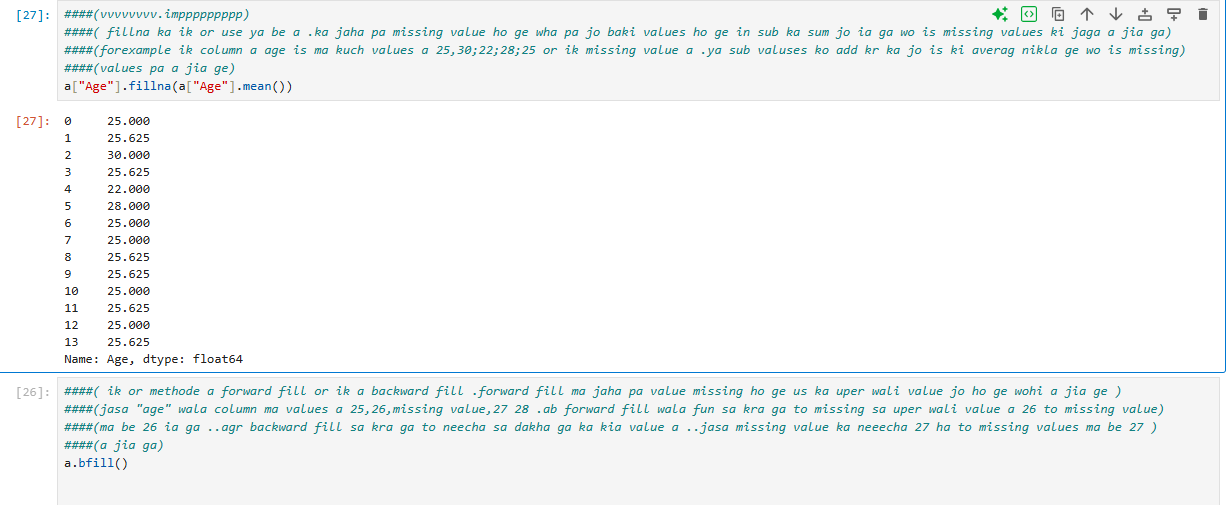 [27]: ####(vvvvvvvv.imppppppppp)
####( fillna ka ik or use ya be a .ka jaha pa missing value ho ge wha pa jo baki values ho ge in sub ka sum jo ia ga wo is missing values ki jaga a jia ga)
####(forexample ik column a age is ma kuch values a 25,30;22;28;25 or ik missing value a .ya sub valuses ko add kr ka jo is ki averag nikla ge wo is missing)
####(values pa a jia ge)
a["Age"].fillna(a["Age"].mean())
[27]: 0 25.000
1 25.625
2 30.000
3 25.625
4 22.000
5 28.000
6 25.000
7 25.000
8 25.625
9 25.625
10 25.000
11 25.625
12 25.000
13 25.625
Name: Age, dtype: float64
[26]: ####( ik or methode a forward fill or ik a backward fill .forward fill ma jaha pa value missing ho ge us ka uper wali value jo ho ge wohi a jia ge )
####(jasa "age" wala column ma values a 25,26,missing value,27 28 .ab forward fill wala fun sa kra ga to missing sa uper wali value a 26 to missing value)
####(ma be 26 ia ga ..agr backward fill sa kra ga to neecha sa dakha ga ka kia value a ..jasa missing value ka neeecha 27 ha to missing values ma be 27 )
####(a jia ga)
a.bfill()